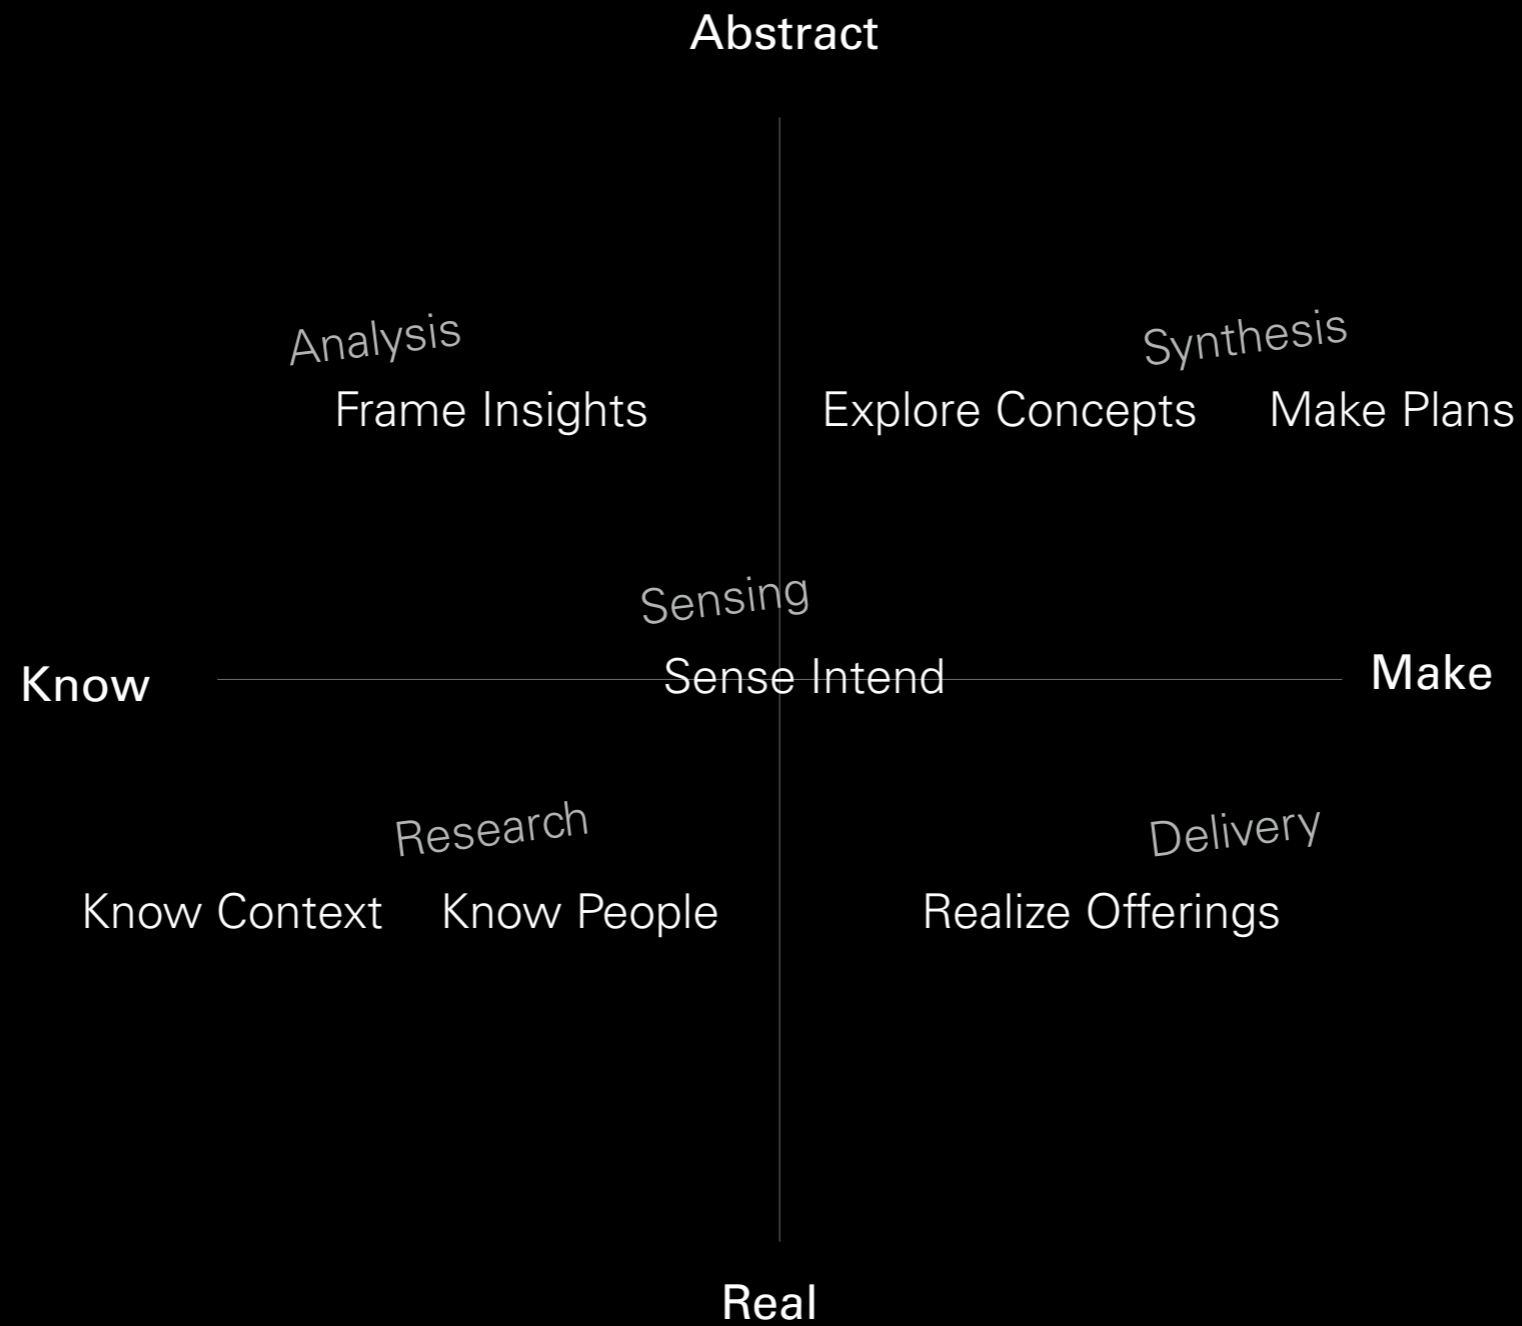 Abstract
Analysis
Synthesis
Frame Insights
Explore Concepts
Make Plans
Sensing
Know
Sense Intend
Make
Research
Delivery
Know Context
Know People
Realize Offerings
Real